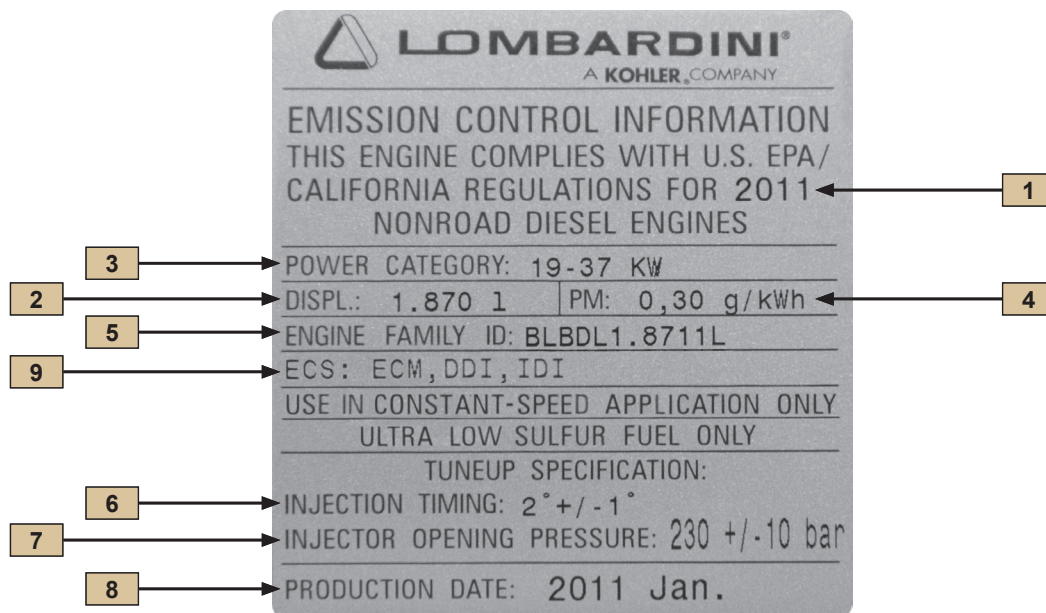 LOMBARDINI®
A KOHLER® COMPANY
EMISSION CONTROL INFORMATION
THIS ENGINE COMPLIES WITH U.S. EPA/
CALIFORNIA REGULATIONS FOR 2011
1
NONROAD DIESEL ENGINES
3
POWER CATEGORY: 19-37 KW
2
DISPL.: 1.870 l PM: 0,30 g/kWh
4
5
ENGINE FAMILY ID: BLBDL1.8711L
9
ECS: ECM,DDI,IDI
USE IN CONSTANT-SPEED APPLICATION ONLY
ULTRA LOW SULFUR FUEL ONLY
TUNEUP SPECIFICATION:
6
INJECTION TIMING: 2°+/-1°
7
INJECTOR OPENING PRESSURE: 230 +/-10 bar
8
PRODUCTION DATE: 2011 Jan.